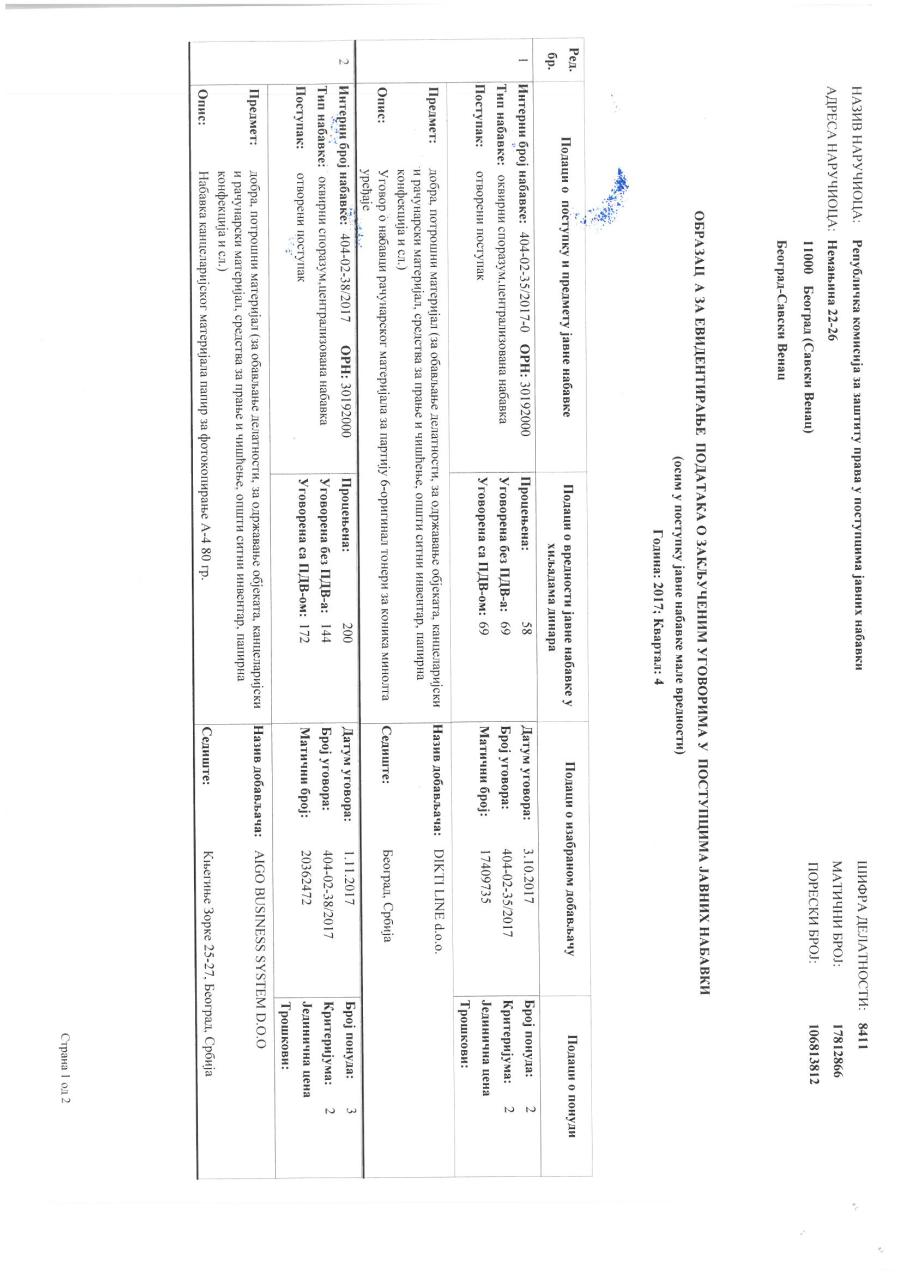 НАЗИВ НАРУЧИОЦА: Републичка комисија за заштиту права у поступцима јавних набавки
АДРЕСА НАРУЧИОЦА: Немањина 22-26
11000 Београд (Савски Венац)
Београд-Савски Венац
ШИФРА ДЕЛАТНОСТИ: 8411
МАТИЧНИ БРОЈ: 17812866
ПОРЕСКИ БРОЈ: 106813812
ОБРАЗАЦ А ЗА ЕВИДЕНТИРАЊЕ ПОДАТАКА О ЗАКЉУЧЕНИМ УГОВОРИМА У ПОСТУПЦИМА ЈАВНИХ НАБАВКИ
(осим у поступку јавне набавке мале вредности)
Година: 2017; Квартал: 4
Ред. бр.
Подаци о поступку и предмету јавне набавке
Подаци о вредности јавне набавке у
хиљадама динара
Подаци о изабраном добављачу
Подаци о понуди
1
Интерни број набавке: 404-02-35/2017-0 ОРН: 30192000
Тип набавке: оквирни споразум,централизована набавка
Поступак: отворени поступак
Процењена: 58
Уговорена без ПДВ-а: 69
Уговорена са ПДВ-ом: 69
Датум уговора: 3.10.2017
Број уговора: 404-02-35/2017
Матични број: 17409735
Број понуда: 2
Критеријума: 2
Јединична цена
Трошкови:
Предмет: добра, потрошни материјал (за обављање делатности, за одржавање објеката, канцеларијски
и рачунарски материјал, средства за прање и чишћење, општи ситни инвентар, папирна
конфекција и сл.)
Назив добављача: DIKTI LINE d.o.o.
Опис: Уговор о набавци рачунарског материјала за партију 6-оригинал тонери за коника минолта
уређаје
Седиште: Београд, Србија
2
Интерни број набавке: 404-02-38/2017 ОРН: 30192000
Тип набавке: оквирни споразум,централизована набавка
Поступак: отворени поступак
Процењена: 200
Уговорена без ПДВ-а: 144
Уговорена са ПДВ-ом: 172
Датум уговора: 1.11.2017
Број уговора: 404-02-38/2017
Матични број: 20362472
Број понуда: 3
Критеријума: 2
Јединична цена
Трошкови:
Предмет: добра, потрошни материјал (за обављање делатности, за одржавање објеката, канцеларијски
и рачунарски материјал, средства за прање и чишћење, општи ситни инвентар, папирна
конфекција и сл.)
Назив добављача: AIGO BUSINESS SYSTEM D.O.O
Опис: Набавка канцеларијског материјала папир за фотокопирање А-4 80 гр.
Седиште: Књегиње Зорке 25-27, Београд, Србија
Страна 1 од 2